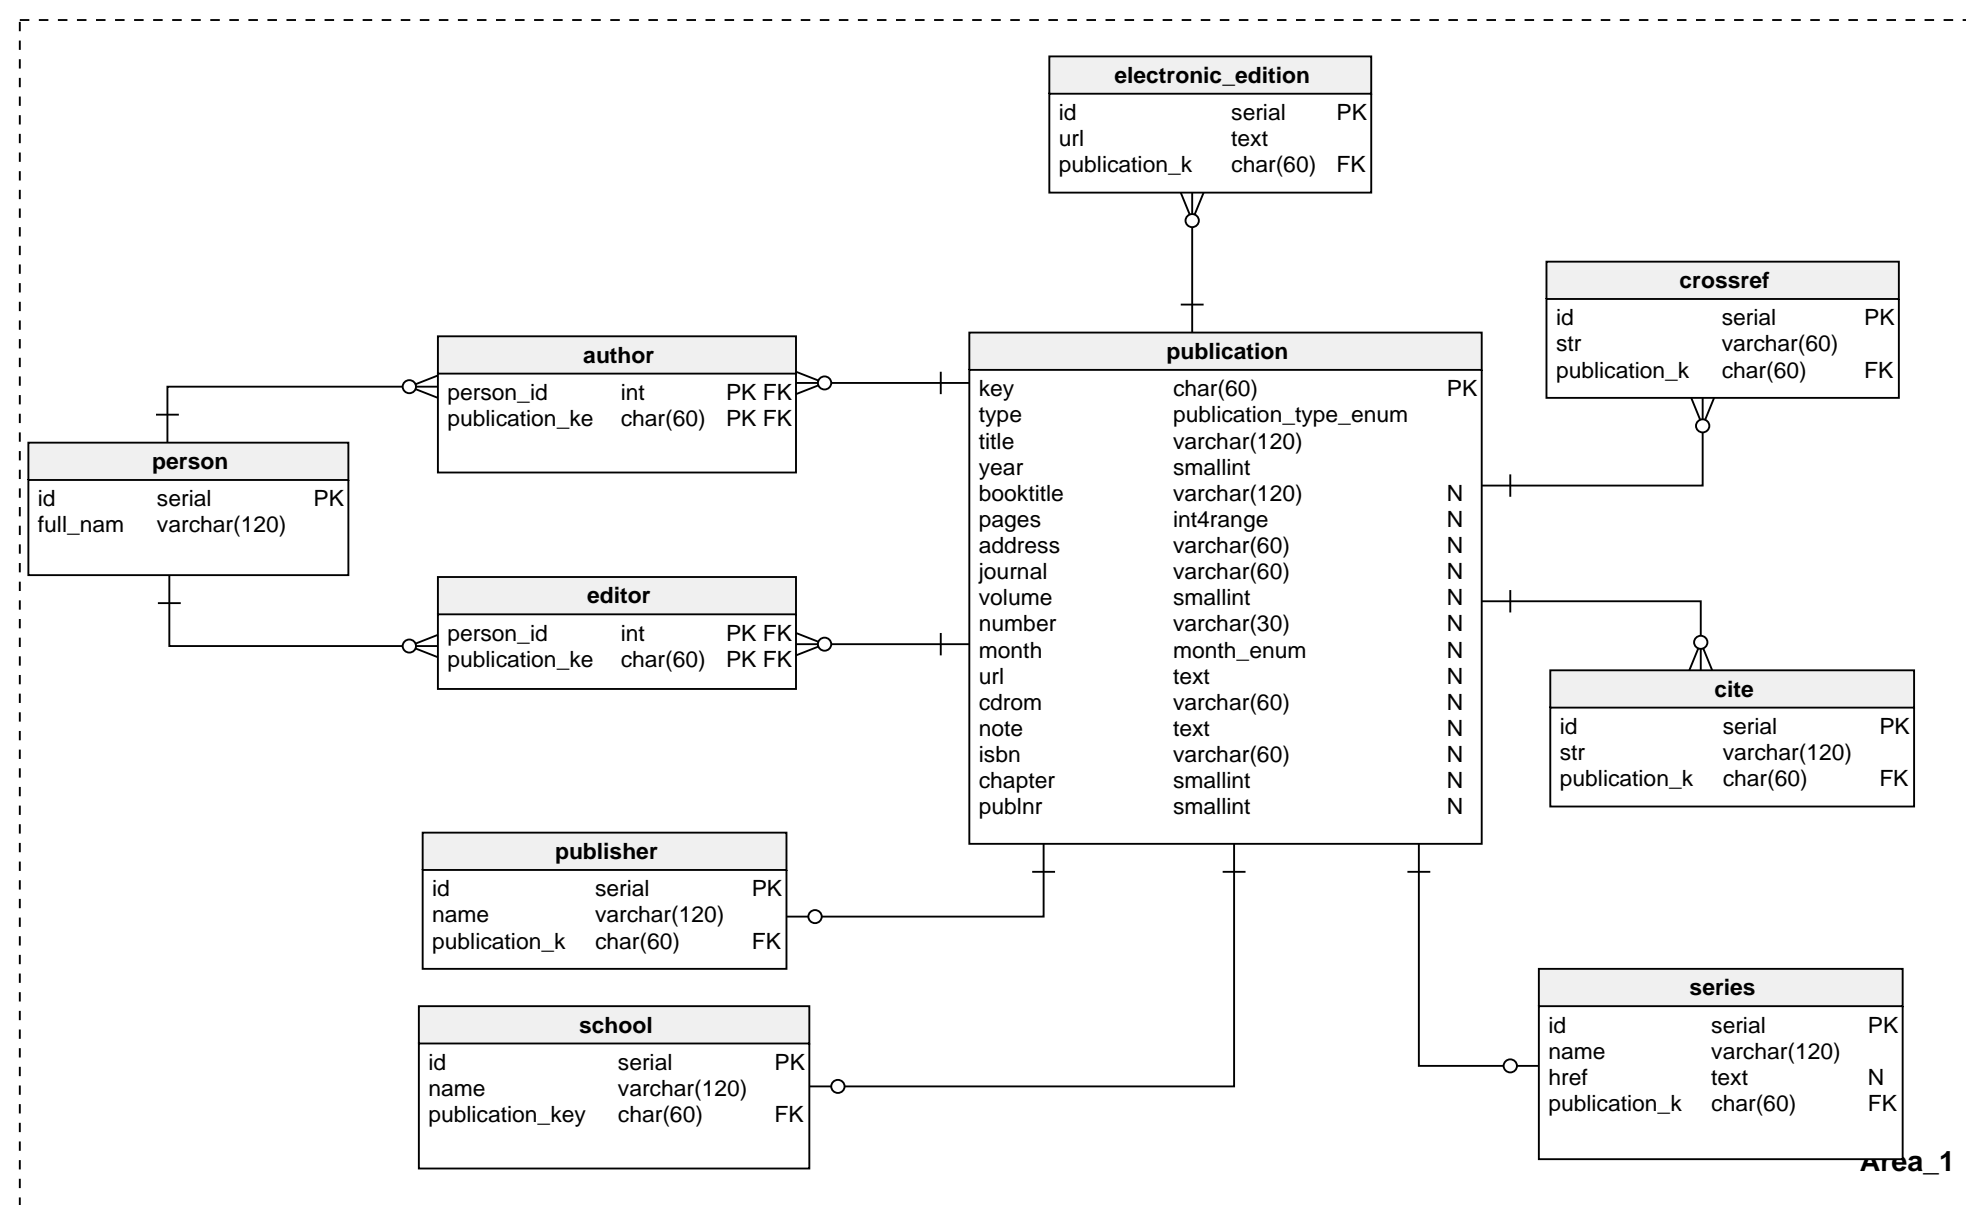 electronic_edition
id serial PK
url text
publication_k char(60) FK
crossref
id serial PK
str varchar(60)
publication_k char(60) FK
author
person_id int PK FK
publication_ke char(60) PK FK
publication
key char(60) PK
type publication_type_enum
title varchar(120)
year smallint
booktitle varchar(120) N
pages int4range N
address varchar(60) N
journal varchar(60) N
volume smallint N
number varchar(30) N
month month_enum N
url text N
cdrom varchar(60) N
note text N
isbn varchar(60) N
chapter smallint N
publnr smallint N
person
id serial PK
full_nam varchar(120)
editor
person_id int PK FK
publication_ke char(60) PK FK
cite
id serial PK
str varchar(120)
publication_k char(60) FK
publisher
id serial PK
name varchar(120)
publication_k char(60) FK
school
id serial PK
name varchar(120)
publication_key char(60) FK
series
id serial PK
name varchar(120)
href text N
publication_k char(60) FK
Area_1